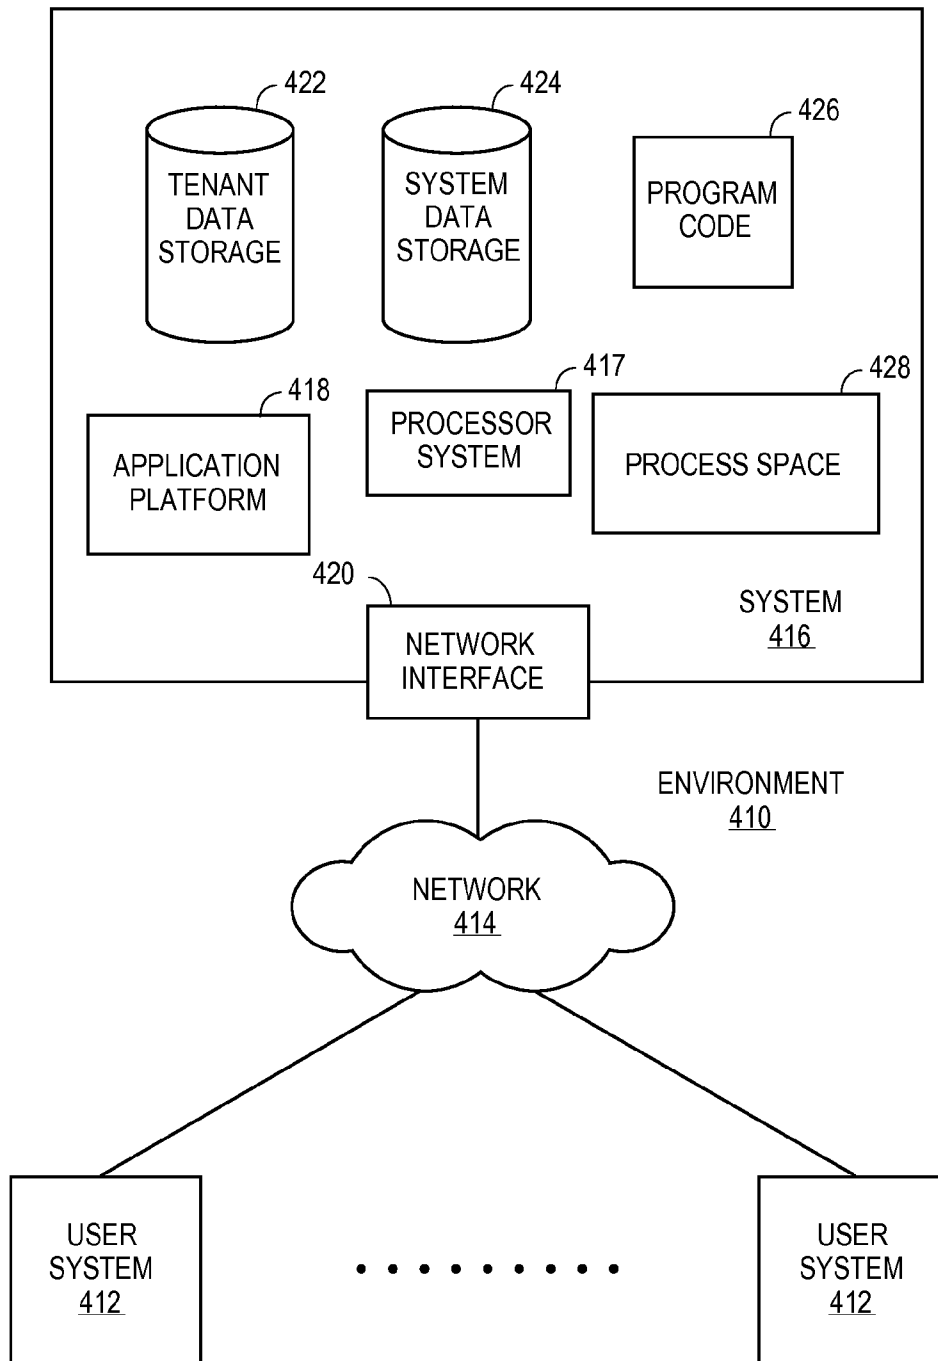 422
TENANT
DATA
STORAGE
424
SYSTEM
DATA
STORAGE
426
PROGRAM
CODE
418
APPLICATION
PLATFORM
417
PROCESSOR
SYSTEM
428
PROCESS SPACE
420
NETWORK
INTERFACE
SYSTEM
416
ENVIRONMENT
410
NETWORK
414
USER
SYSTEM
412
USER
SYSTEM
412